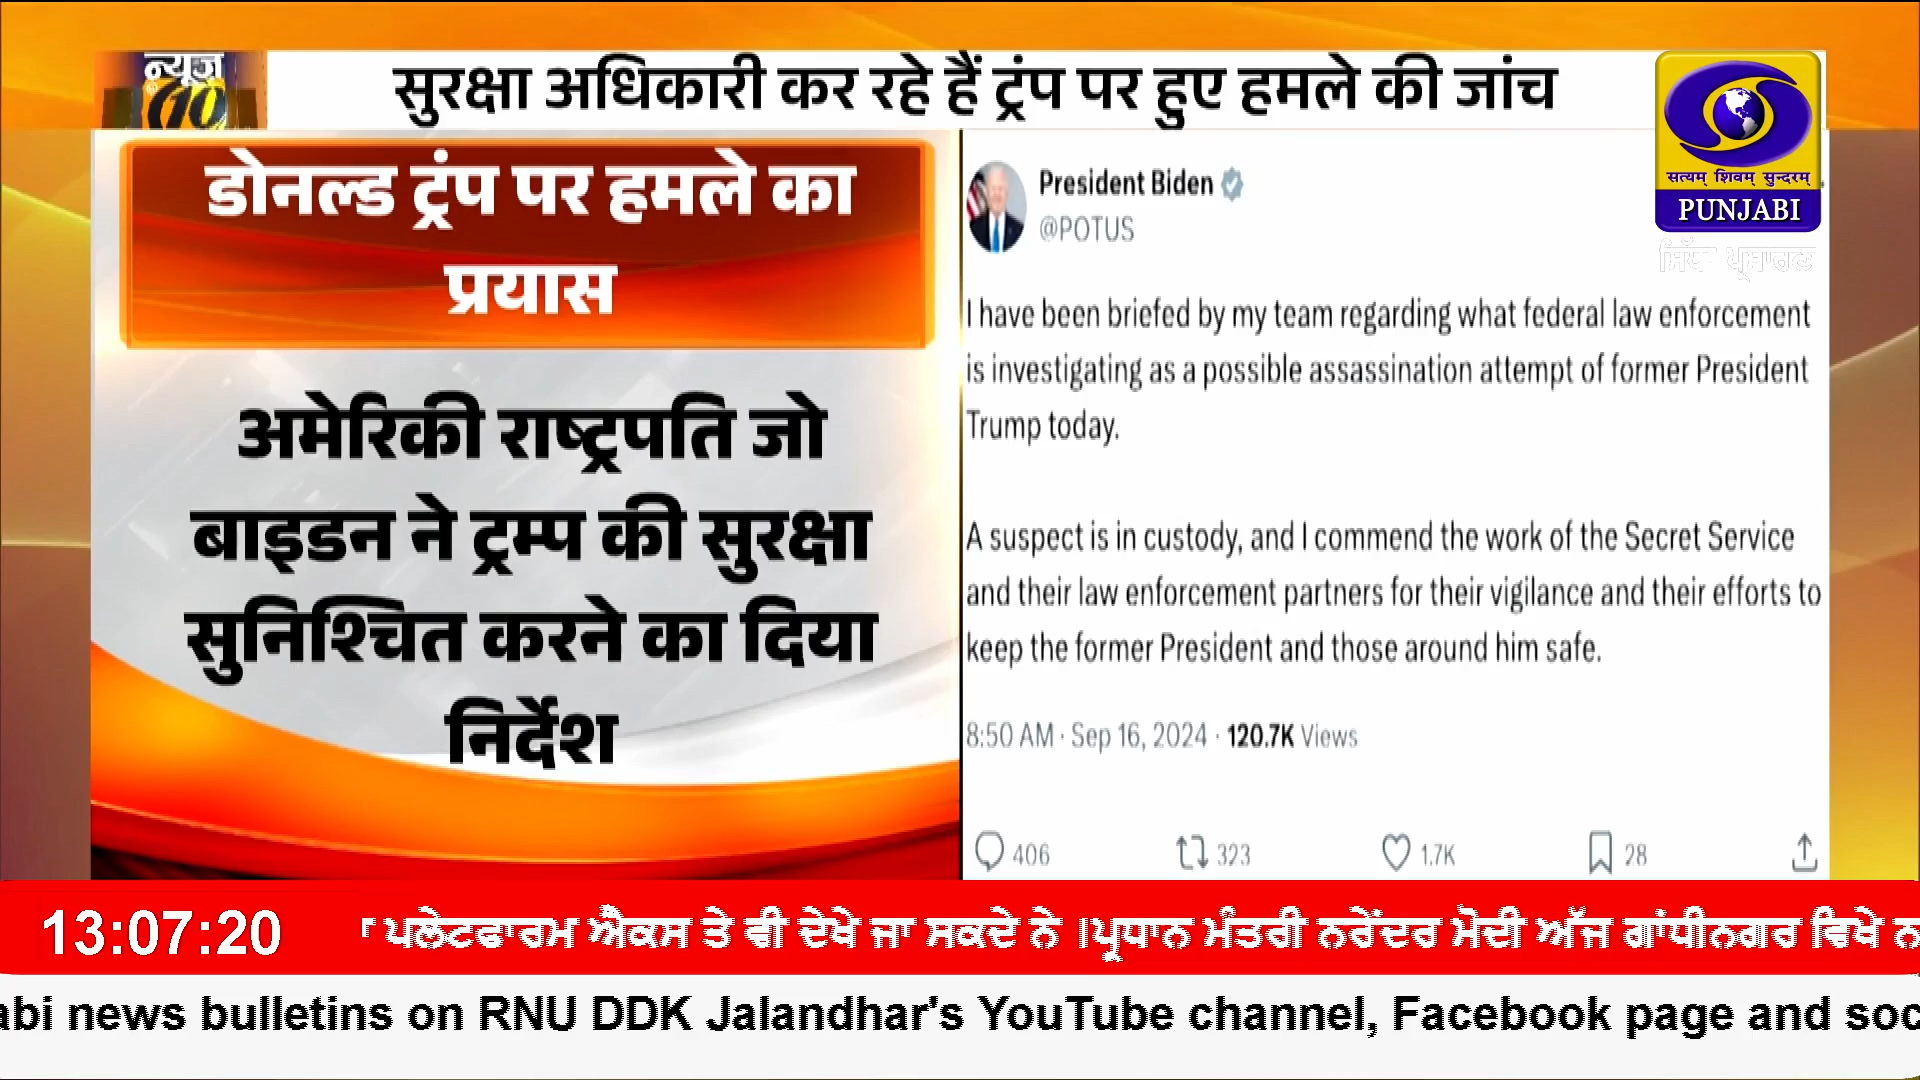 न्यूज़
सुरक्षा अधिकारी कर रहे हैं ट्रंप पर हुए हमले की जांच
सत्यम् शिवम् सुन्दरम्
PUNJABI
ਸਿੱਧਾ ਪ੍ਰਸਾਰਣ
डोनल्ड ट्रंप पर हमले का
प्रयास
अमेरिकी राष्ट्रपति जो
बाइडन ने ट्रम्प की सुरक्षा
सुनिश्चित करने का दिया
निर्देश
President Biden
@POTUS
I have been briefed by my team regarding what federal law enforcement
is investigating as a possible assassination attempt of former President
Trump today.
A suspect is in custody, and I commend the work of the Secret Service
and their law enforcement partners for their vigilance and their efforts to
keep the former President and those around him safe.
8:50 AM · Sep 16, 2024 · 120.7K Views
406 323 1.7K 28
13:07:20 ਪਲੇਟਫਾਰਮ ਐਕਸ ਤੇ ਵੀ ਦੇਖੇ ਜਾ ਸਕਦੇ ਨੇ ।ਪ੍ਰਧਾਨ ਮੰਤਰੀ ਨਰੇਂਦਰ ਮੋਦੀ ਅੱਜ ਗਾਂਧੀਨਗਰ ਵਿਖੇ
abi news bulletins on RNU DDK Jalandhar's YouTube channel, Facebook page and soc